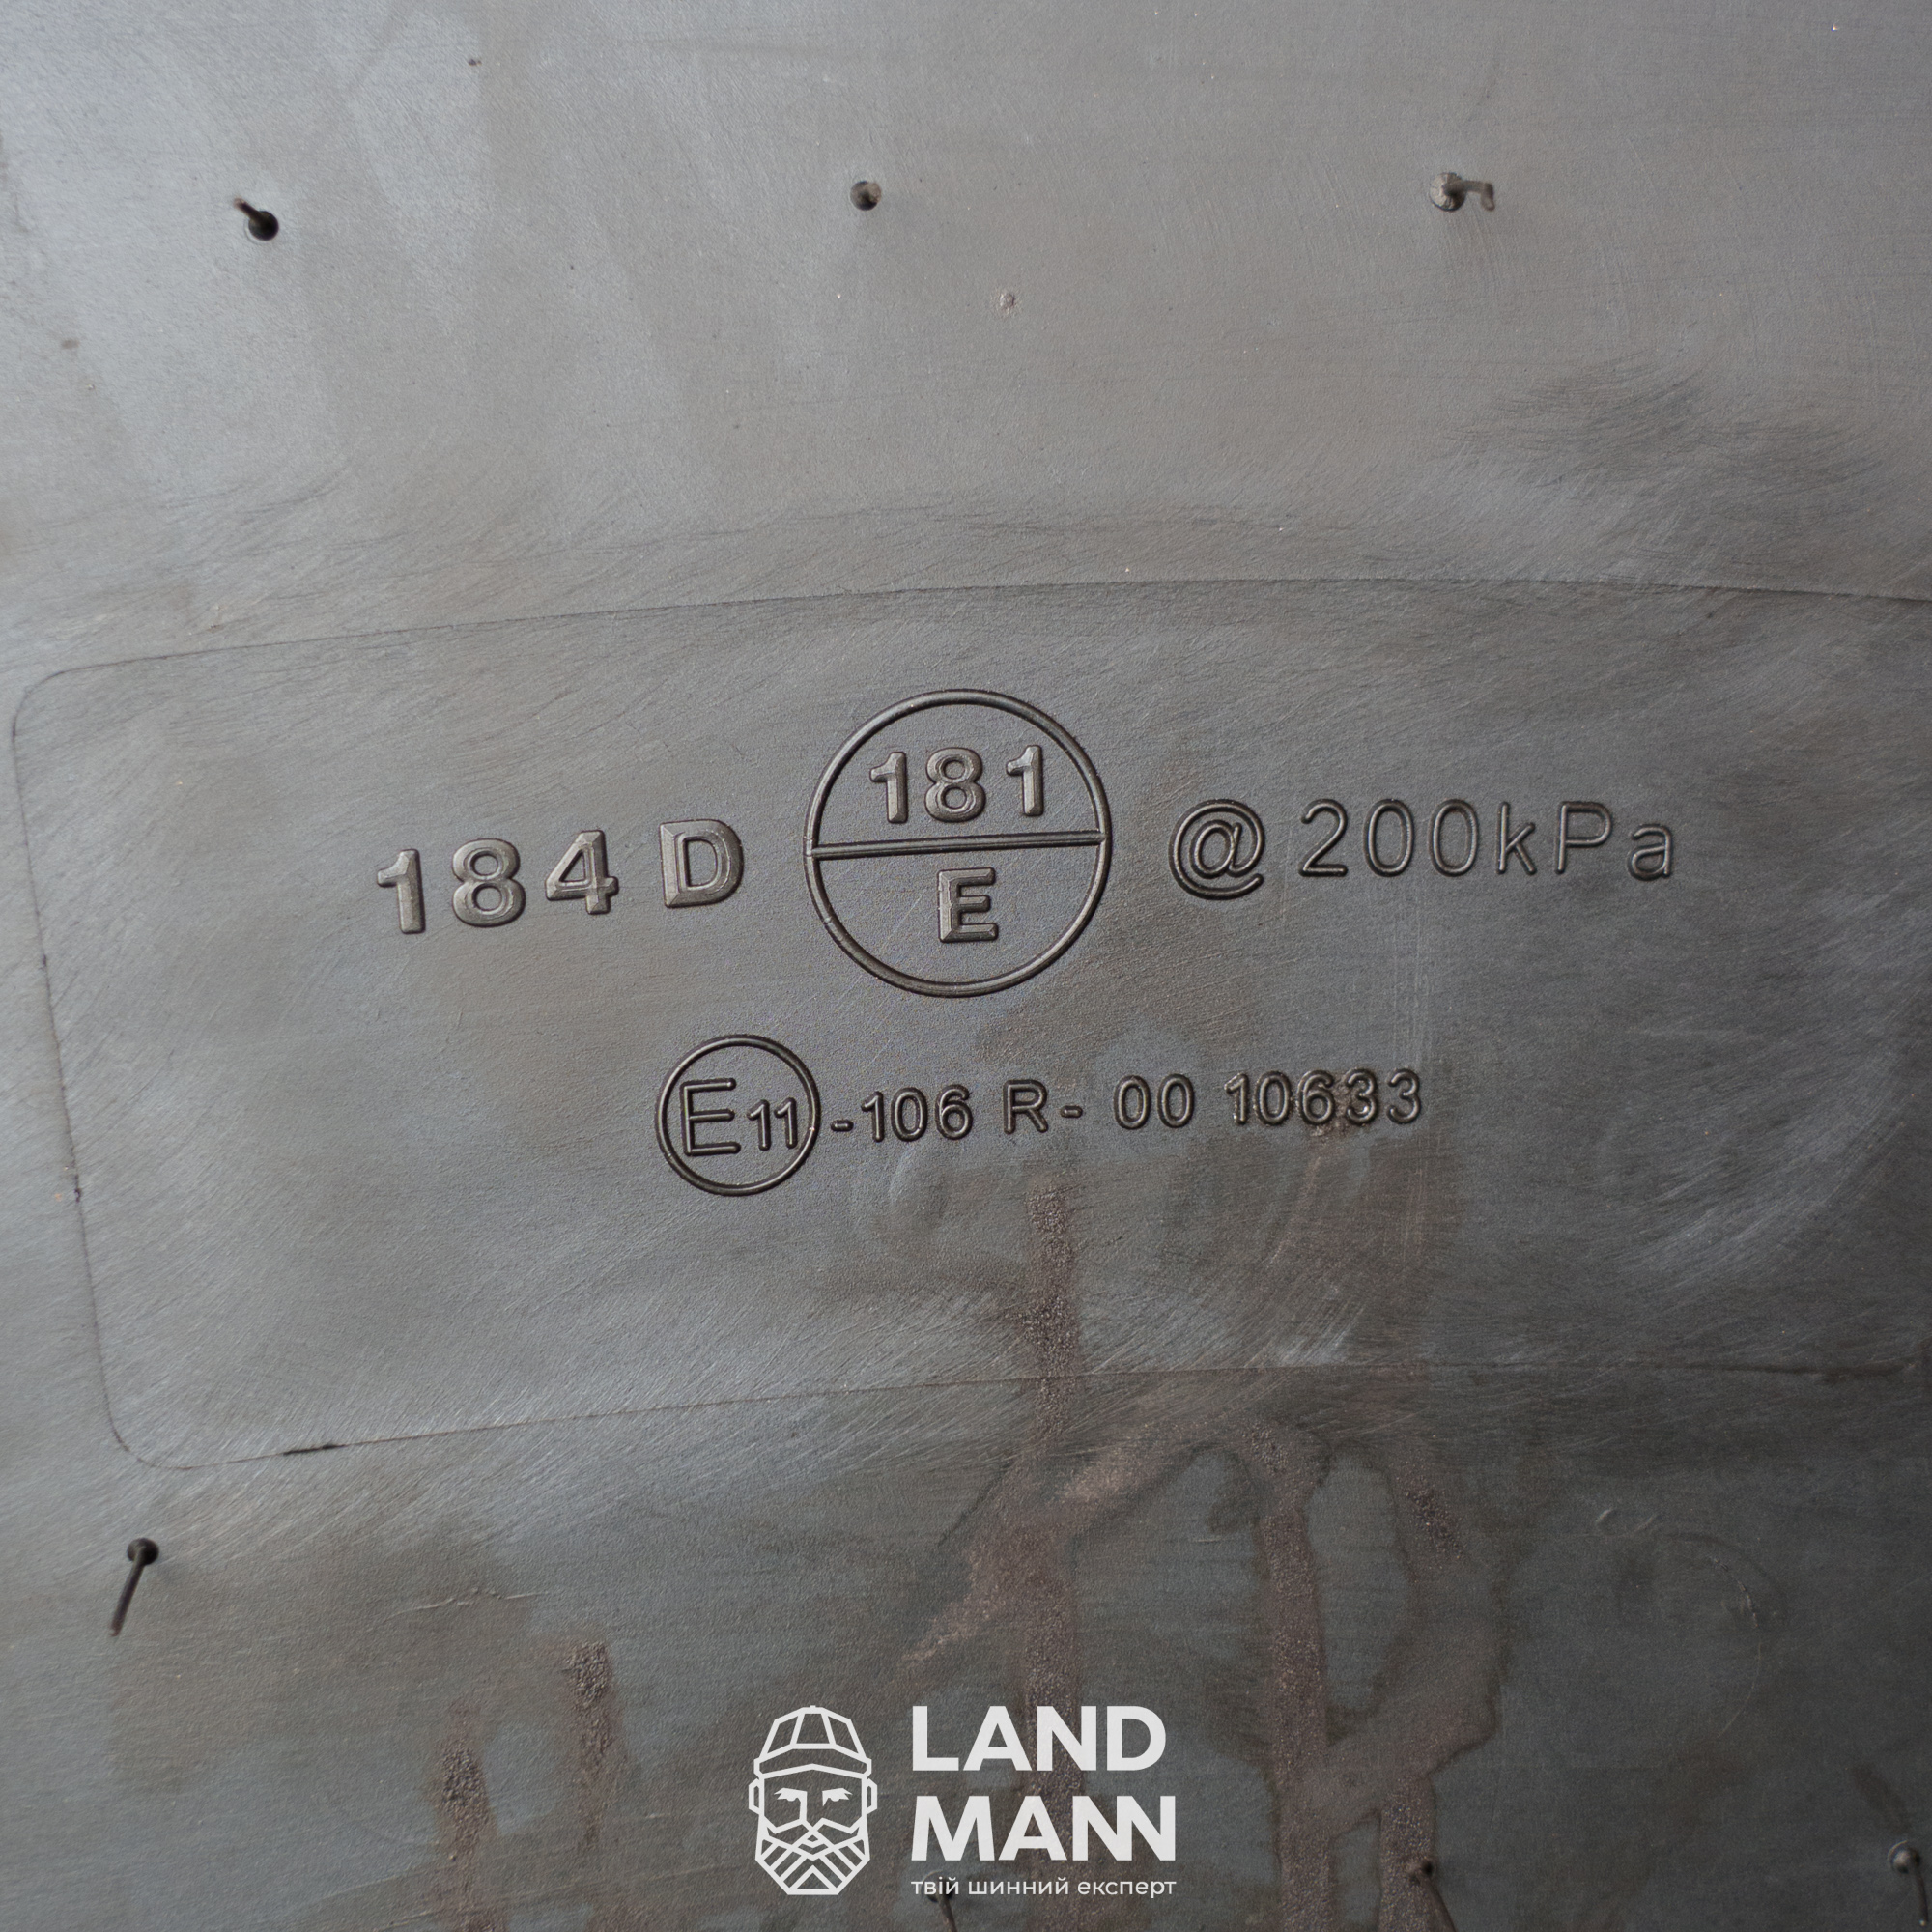 184 D 181 E @ 200kPa
E11 -106 R- 00 10633
LAND
MANN
твій шинний експерт